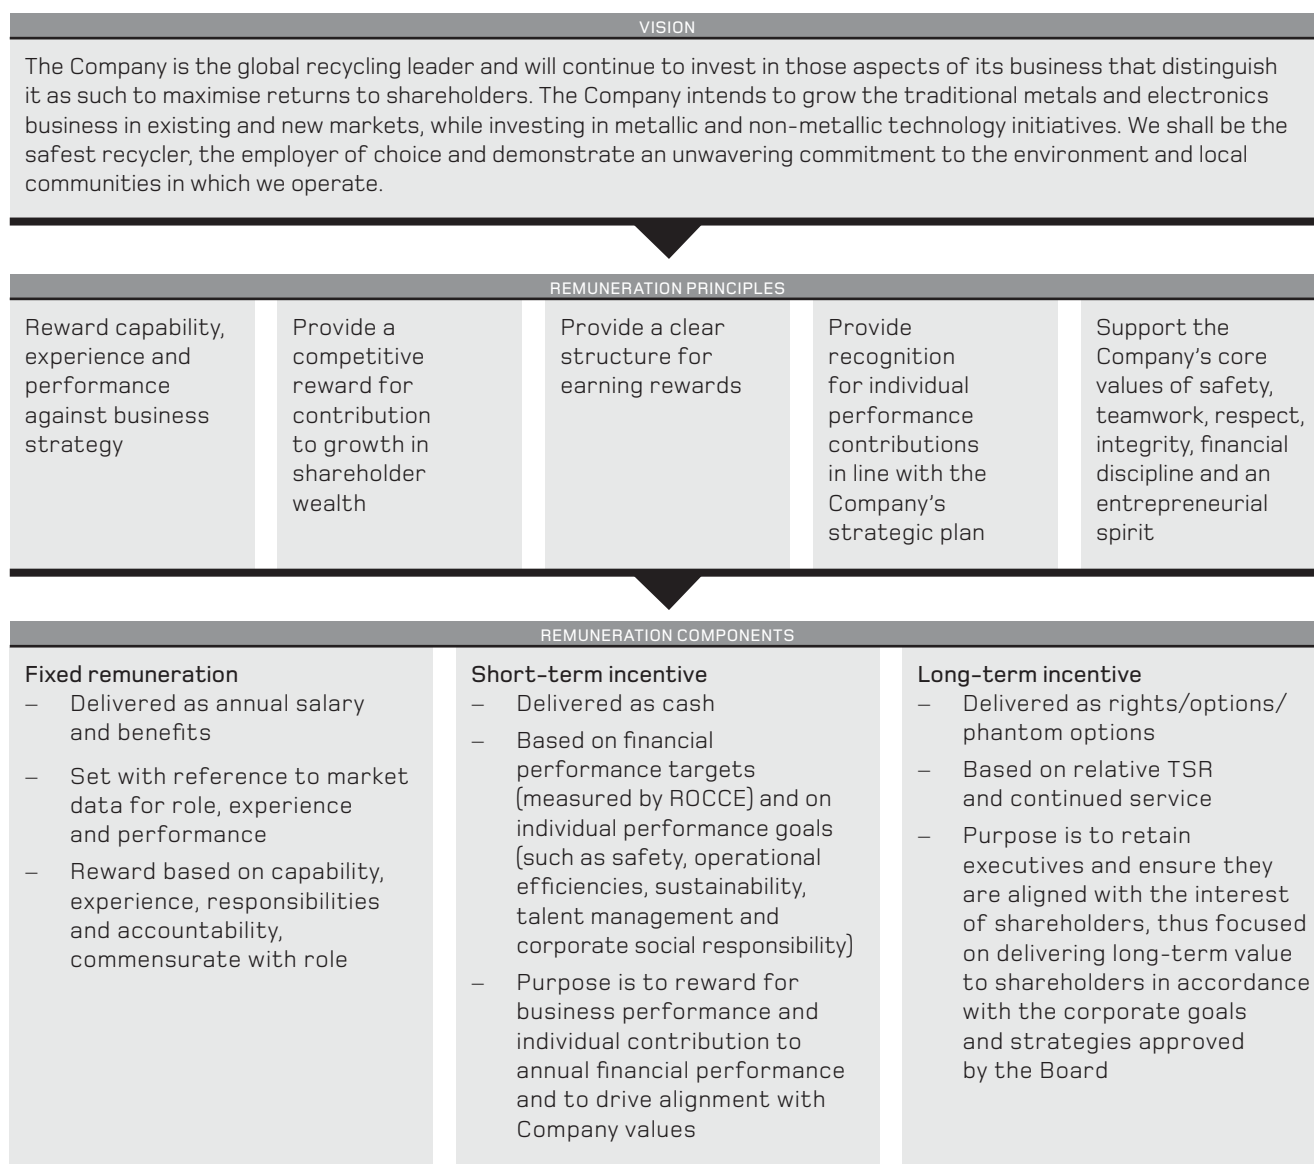 VISION
The Company is the global recycling leader and will continue to invest in those aspects of its business that distinguish
it as such to maximise returns to shareholders. The Company intends to grow the traditional metals and electronics
business in existing and new markets, while investing in metallic and non-metallic technology initiatives. We shall be the
safest recycler, the employer of choice and demonstrate an unwavering commitment to the environment and local
communities in which we operate.
REMUNERATION PRINCIPLES
Reward capability,
experience and
performance
against business
strategy
Provide a
competitive
reward for
contribution
to growth in
shareholder
wealth
Provide a clear
structure for
earning rewards
Provide
recognition
for individual
performance
contributions
in line with the
Company's
strategic plan
Support the
Company's core
values of safety,
teamwork, respect,
integrity, financial
discipline and an
entrepreneurial
spirit
REMUNERATION COMPONENTS
Fixed remuneration
– Delivered as annual salary
and benefits
– Set with reference to market
data for role, experience
and performance
– Reward based on capability,
experience, responsibilities
and accountability,
commensurate with role
Short-term incentive
– Delivered as cash
– Based on financial
performance targets
(measured by ROCCE) and on
individual performance goals
(such as safety, operational
efficiencies, sustainability,
talent management and
corporate social responsibility)
– Purpose is to reward for
business performance and
individual contribution to
annual financial performance
and to drive alignment with
Company values
Long-term incentive
– Delivered as rights/options/
phantom options
– Based on relative TSR
and continued service
– Purpose is to retain
executives and ensure they
are aligned with the interest
of shareholders, thus focused
on delivering long-term value
to shareholders in accordance
with the corporate goals
and strategies approved
by the Board